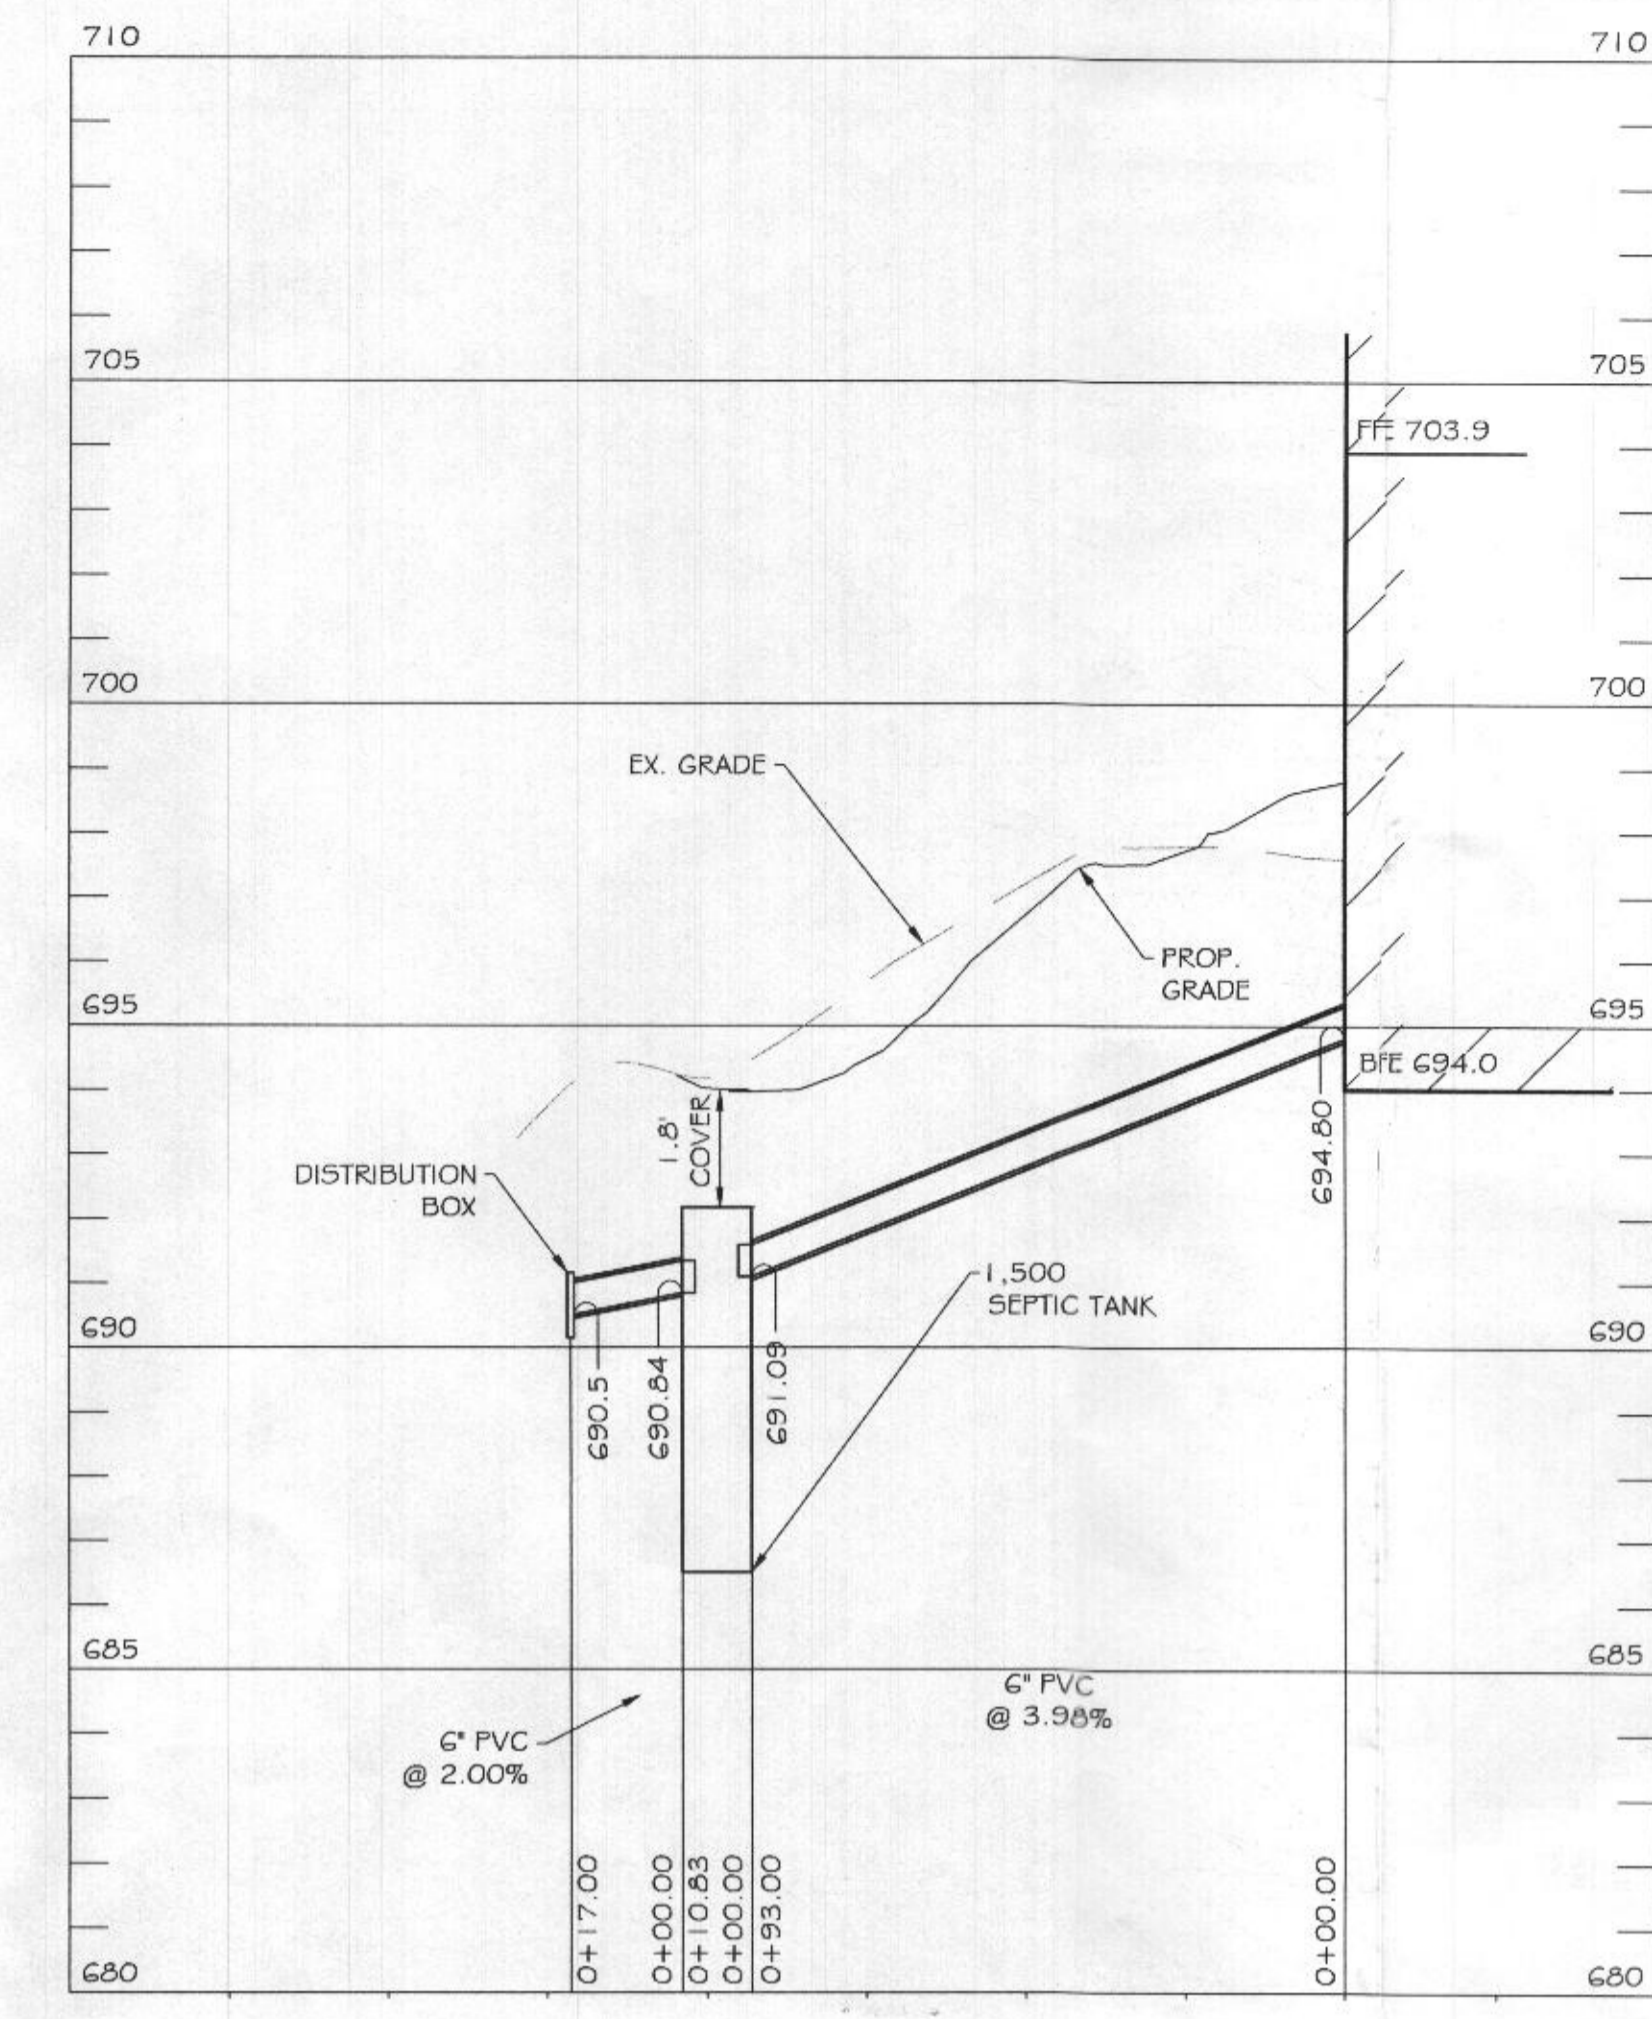 710
710
705
705
FFE 703.9
700
700
EX. GRADE
PROP.
GRADE
695
695
BFE 694.0
1.8'
COVER
694.80
DISTRIBUTION
BOX
1,500
SEPTIC TANK
690
690
690.5
690.84
691.09
685
685
6" PVC
@ 3.98%
6" PVC
@ 2.00%
0+17.00
0+00.00
0+10.83
0+00.00
0+93.00
0+00.00
680
680